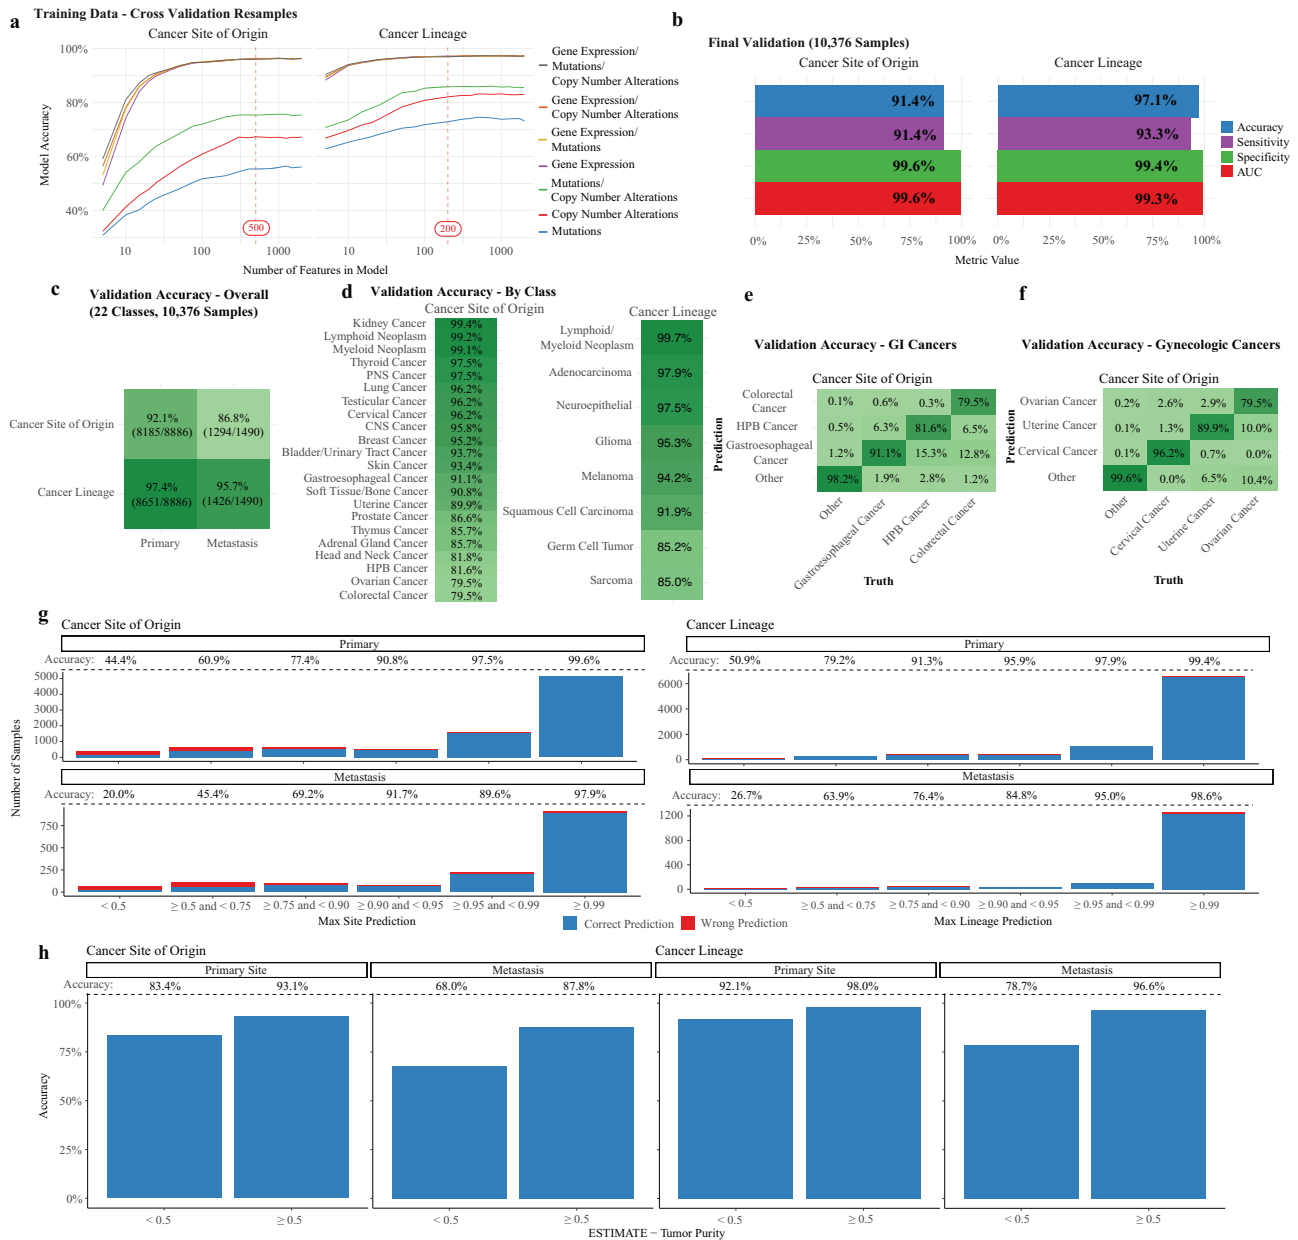 a
Training Data - Cross Validation Resamples
Cancer Site of Origin
Cancer Lineage
100%
80%
60%
40%
Model Accuracy
500
200
10
100
1000
10
100
1000
Number of Features in Model
Gene Expression/
Mutations/
Copy Number Alterations
Gene Expression/
Copy Number Alterations
Gene Expression/
Mutations
Gene Expression
Mutations/
Copy Number Alterations
Copy Number Alterations
Mutations
b
Final Validation (10,376 Samples)
Cancer Site of Origin
Cancer Lineage
91.4%
91.4%
99.6%
99.6%
97.1%
93.3%
99.4%
99.3%
0%
25%
50%
75%
100%
0%
25%
50%
75%
100%
Metric Value
Accuracy
Sensitivity
Specificity
AUC
c
Validation Accuracy - Overall
(22 Classes, 10,376 Samples)
Cancer Site of Origin
92.1%
(8185/8886)
86.8%
(1294/1490)
Cancer Lineage
97.4%
(8651/8886)
95.7%
(1426/1490)
Primary
Metastasis
d
Validation Accuracy - By Class
Cancer Site of Origin
Kidney Cancer 99.4%
Lymphoid Neoplasm 99.2%
Myeloid Neoplasm 99.1%
Thyroid Cancer 97.5%
PNS Cancer 97.5%
Lung Cancer 96.2%
Testicular Cancer 96.2%
Cervical Cancer 96.2%
CNS Cancer 95.8%
Breast Cancer 95.2%
Bladder/Urinary Tract Cancer 93.7%
Skin Cancer 93.4%
Gastroesophageal Cancer 91.1%
Soft Tissue/Bone Cancer 90.8%
Uterine Cancer 89.9%
Prostate Cancer 86.6%
Thymus Cancer 85.7%
Adrenal Gland Cancer 85.7%
Head and Neck Cancer 81.8%
HPB Cancer 81.6%
Ovarian Cancer 79.5%
Colorectal Cancer 79.5%
Cancer Lineage
Lymphoid/
Myeloid Neoplasm 99.7%
Adenocarcinoma 97.9%
Neuroepithelial 97.5%
Glioma 95.3%
Melanoma 94.2%
Squamous Cell Carcinoma 91.9%
Germ Cell Tumor 85.2%
Sarcoma 85.0%
e
Validation Accuracy - GI Cancers
Cancer Site of Origin
Prediction
Colorectal
Cancer
0.1% 0.6% 0.3% 79.5%
HPB Cancer 0.5% 6.3% 81.6% 6.5%
Gastroesophageal
Cancer
1.2% 91.1% 15.3% 12.8%
Other 98.2% 1.9% 2.8% 1.2%
Other
Gastroesophageal Cancer
HPB Cancer
Colorectal Cancer
Truth
f
Validation Accuracy - Gynecologic Cancers
Cancer Site of Origin
Prediction
Ovarian Cancer 0.2% 2.6% 2.9% 79.5%
Uterine Cancer 0.1% 1.3% 89.9% 10.0%
Cervical Cancer 0.1% 96.2% 0.7% 0.0%
Other 99.6% 0.0% 6.5% 10.4%
Other
Cervical Cancer
Uterine Cancer
Ovarian Cancer
Truth
g
Cancer Site of Origin
Primary
Accuracy: 44.4% 60.9% 77.4% 90.8% 97.5% 99.6%
5000
4000
3000
2000
1000
0
Number of Samples
Metastasis
Accuracy: 20.0% 45.4% 69.2% 91.7% 89.6% 97.9%
750
500
250
0
< 0.5
≥ 0.5 and < 0.75
≥ 0.75 and < 0.90
≥ 0.90 and < 0.95
≥ 0.95 and < 0.99
≥ 0.99
Max Site Prediction
Cancer Lineage
Primary
Accuracy: 50.9% 79.2% 91.3% 95.9% 97.9% 99.4%
6000
4000
2000
0
Metastasis
Accuracy: 26.7% 63.9% 76.4% 84.8% 95.0% 98.6%
1200
800
400
0
< 0.5
≥ 0.5 and < 0.75
≥ 0.75 and < 0.90
≥ 0.90 and < 0.95
≥ 0.95 and < 0.99
≥ 0.99
Max Lineage Prediction
Correct Prediction
Wrong Prediction
h
Cancer Site of Origin
Cancer Lineage
Primary Site
Metastasis
Primary Site
Metastasis
Accuracy: 83.4% 93.1% 68.0% 87.8% 92.1% 98.0% 78.7% 96.6%
100%
75%
50%
25%
0%
Accuracy
< 0.5
≥ 0.5
< 0.5
≥ 0.5
< 0.5
≥ 0.5
< 0.5
≥ 0.5
ESTIMATE − Tumor Purity